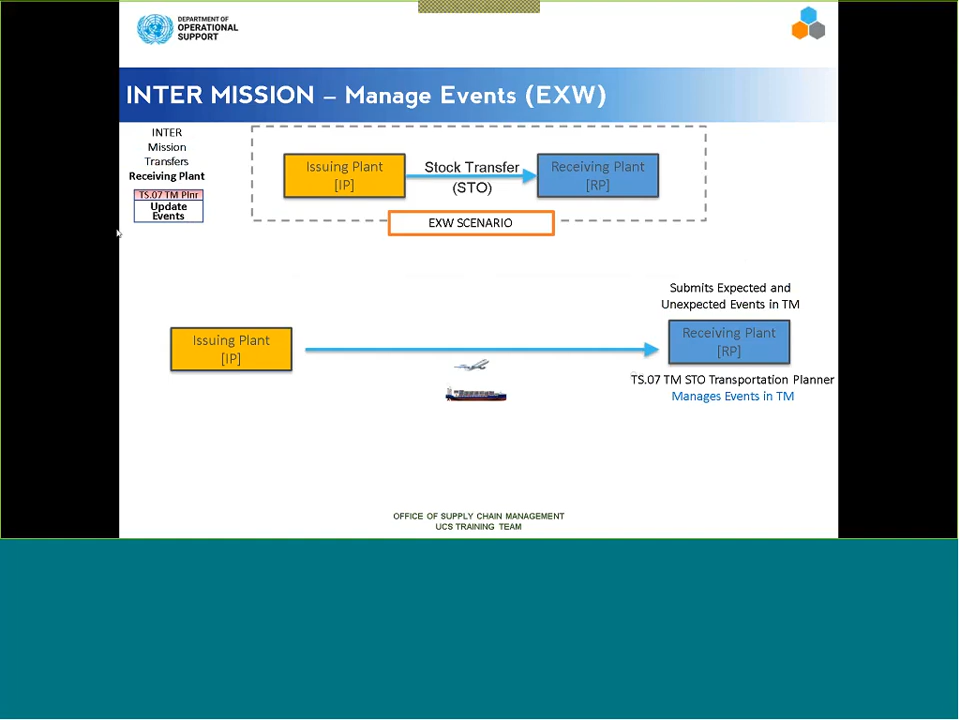 DEPARTMENT OF
OPERATIONAL
SUPPORT
INTER MISSION – Manage Events (EXW)
INTER
Mission
Transfers
Receiving Plant
TS.07 TM Plnr
Update
Events
Issuing Plant
[IP]
Stock Transfer
(STO)
Receiving Plant
[RP]
EXW SCENARIO
Submits Expected and
Unexpected Events in TM
Issuing Plant
[IP]
Receiving Plant
[RP]
TS.07 TM STO Transportation Planner
Manages Events in TM
OFFICE OF SUPPLY CHAIN MANAGEMENT
UCS TRAINING TEAM